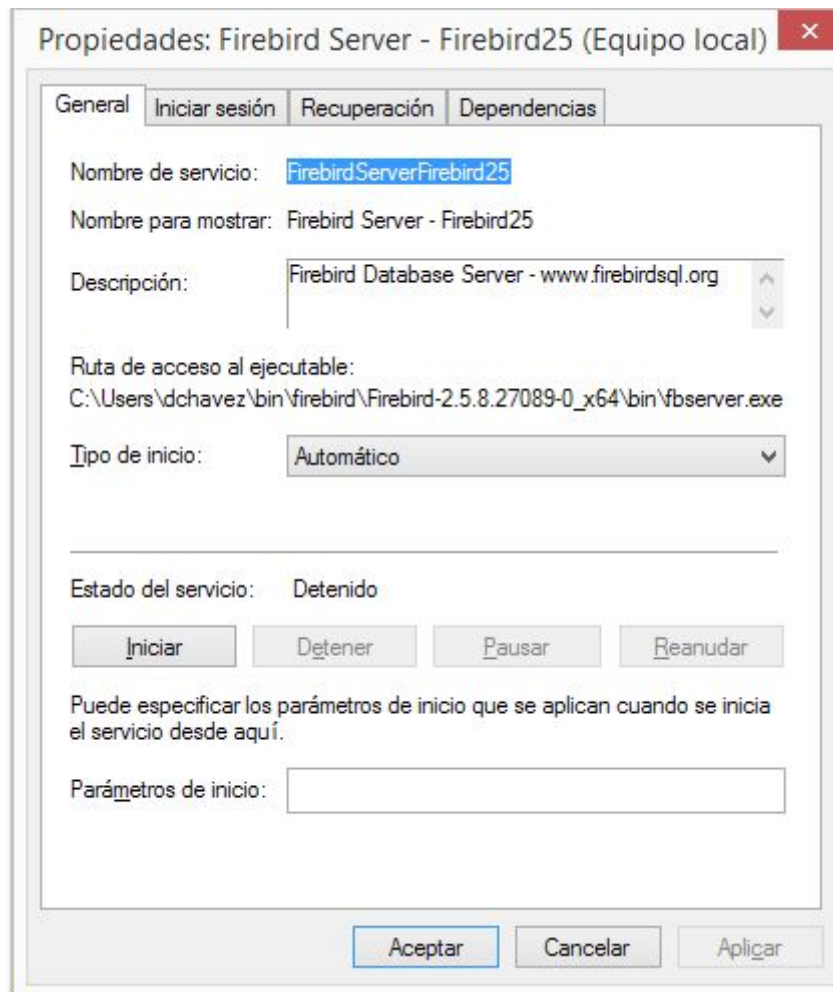 Propiedades: Firebird Server - Firebird25 (Equipo local)
General Iniciar sesión Recuperación Dependencias
Nombre de servicio: FirebirdServerFirebird25
Nombre para mostrar: Firebird Server - Firebird25
Descripción: Firebird Database Server - www.firebirdsql.org
Ruta de acceso al ejecutable:
C:\Users\dchavez\bin\firebird\Firebird-2.5.8.27089-0_x64\bin\fbserver.exe
Tipo de inicio: Automático
Estado del servicio: Detenido
Iniciar Detener Pausar Reanudar
Puede especificar los parámetros de inicio que se aplican cuando se inicia
el servicio desde aquí.
Parámetros de inicio:
Aceptar Cancelar Aplicar